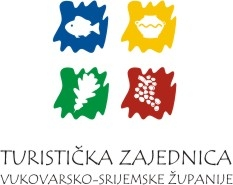 TURISTIČKA ZAJEDNICA
VUKOVARSKO-SRIJEMSKE ŽUPANIJE